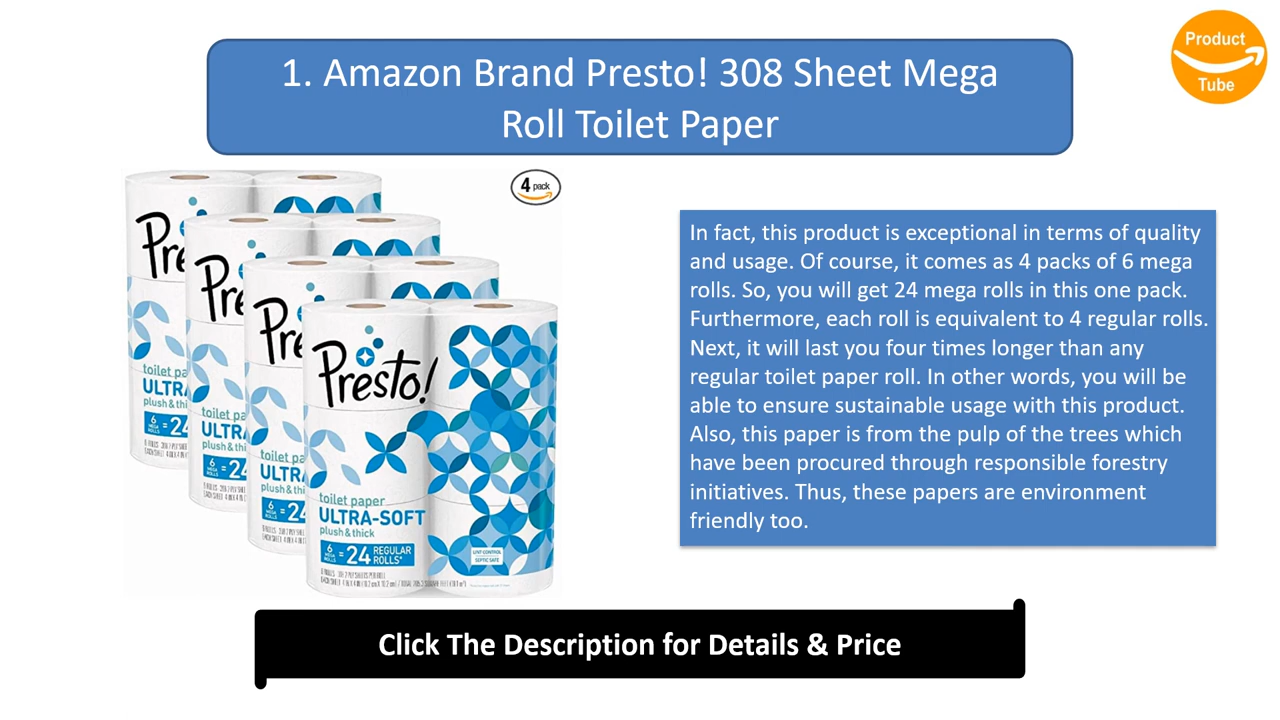 Product
Tube
1. Amazon Brand Presto! 308 Sheet Mega
Roll Toilet Paper
4 pack
Presto!
toilet paper
ULTRA-SOFT
plush & thick
6 MEGA ROLLS = 24 REGULAR ROLLS*
LINT CONTROL
SEPTIC SAFE
In fact, this product is exceptional in terms of quality
and usage. Of course, it comes as 4 packs of 6 mega
rolls. So, you will get 24 mega rolls in this one pack.
Furthermore, each roll is equivalent to 4 regular rolls.
Next, it will last you four times longer than any
regular toilet paper roll. In other words, you will be
able to ensure sustainable usage with this product.
Also, this paper is from the pulp of the trees which
have been procured through responsible forestry
initiatives. Thus, these papers are environment
friendly too.
Click The Description for Details & Price